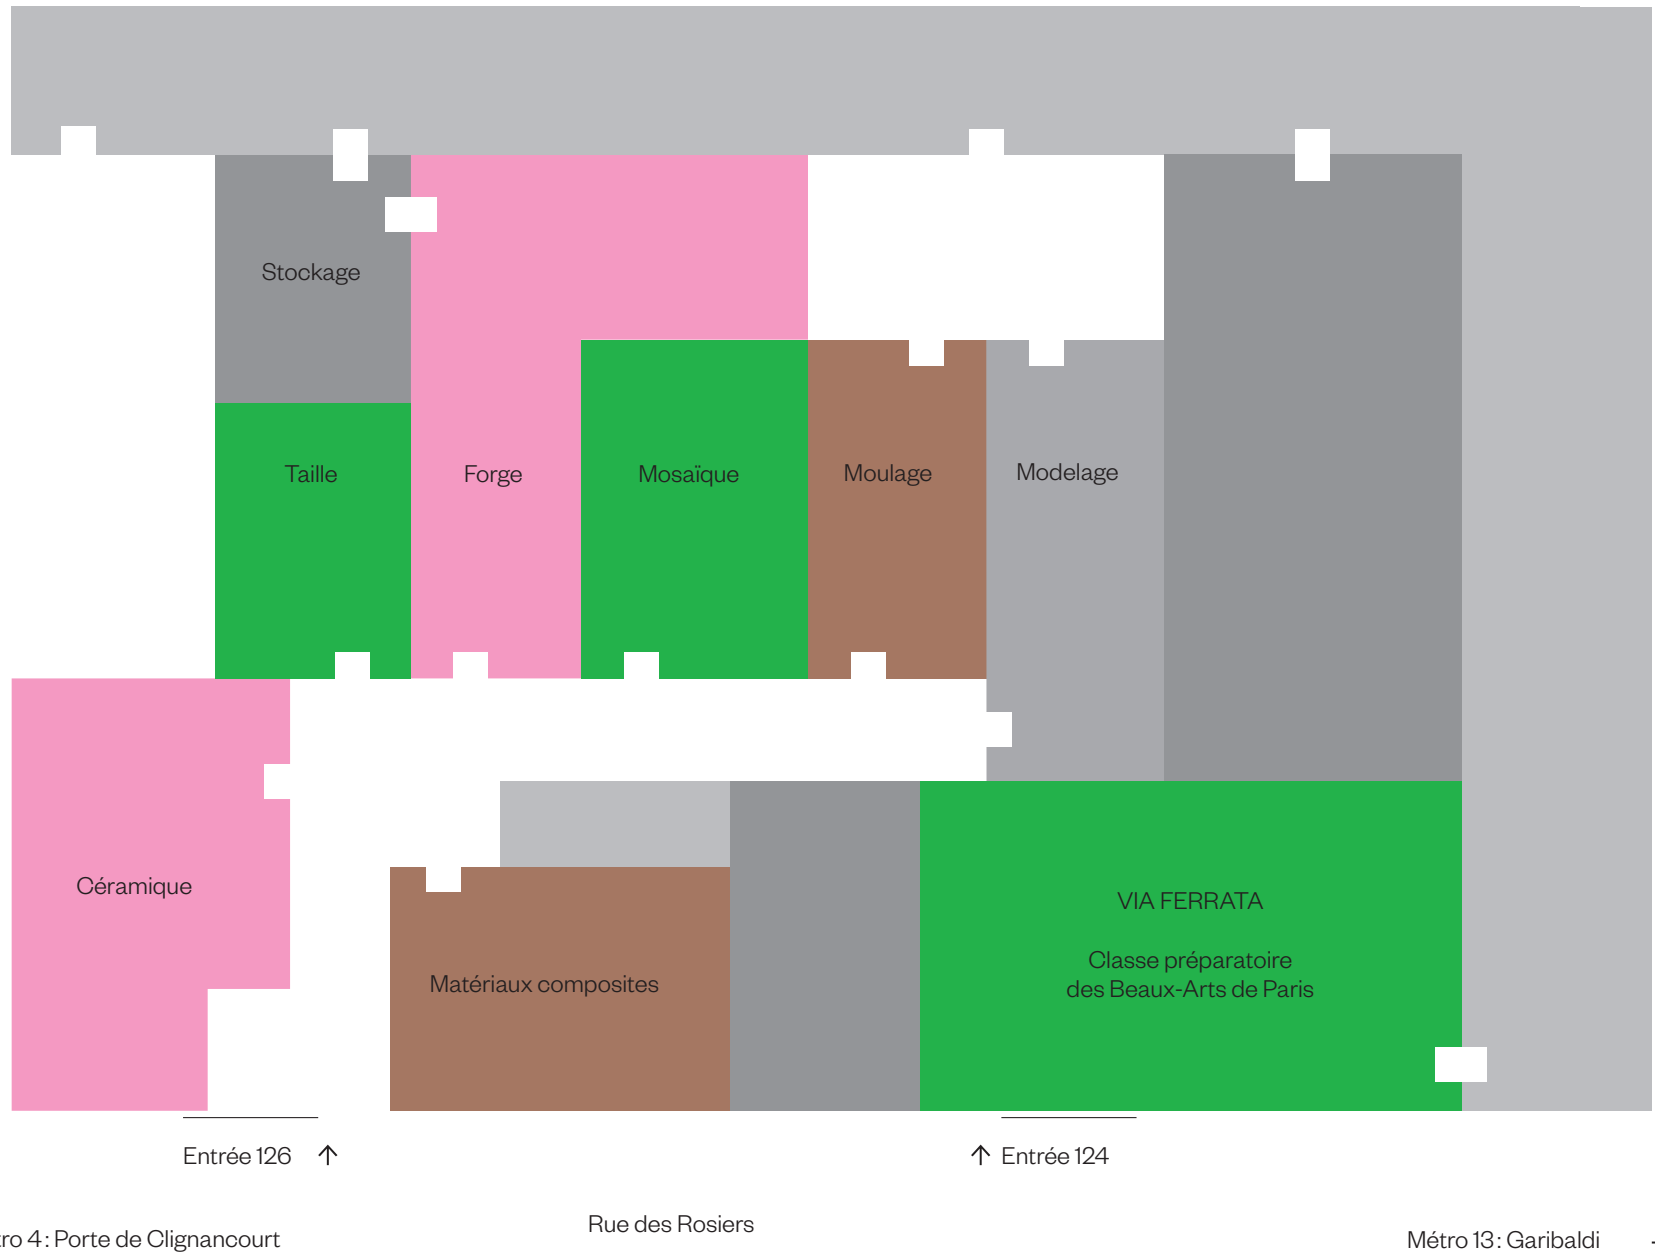 Stockage
Taille
Forge
Mosaïque
Moulage
Modelage
Céramique
VIA FERRATA
Classe préparatoire
des Beaux-Arts de Paris
Matériaux composites
Entrée 126 ↑
↑ Entrée 124
Rue des Rosiers
tro 4 : Porte de Clignancourt
Métro 13 : Garibaldi